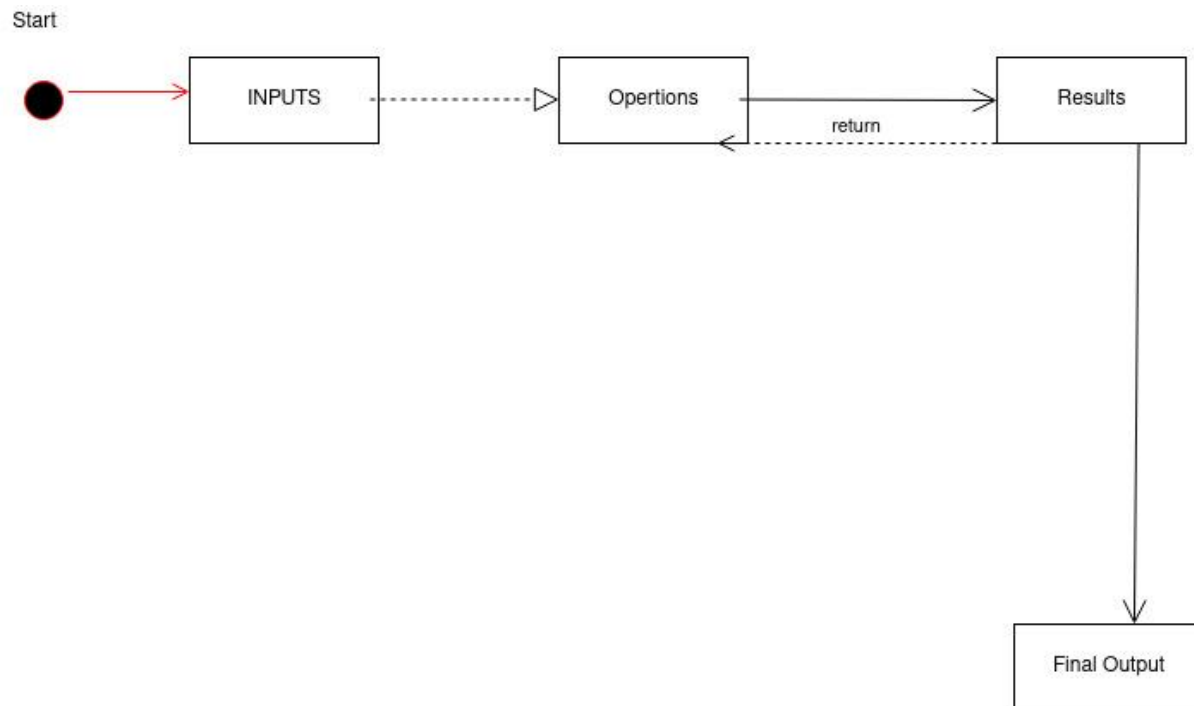 Start
INPUTS
Opertions
Results
return
Final Output